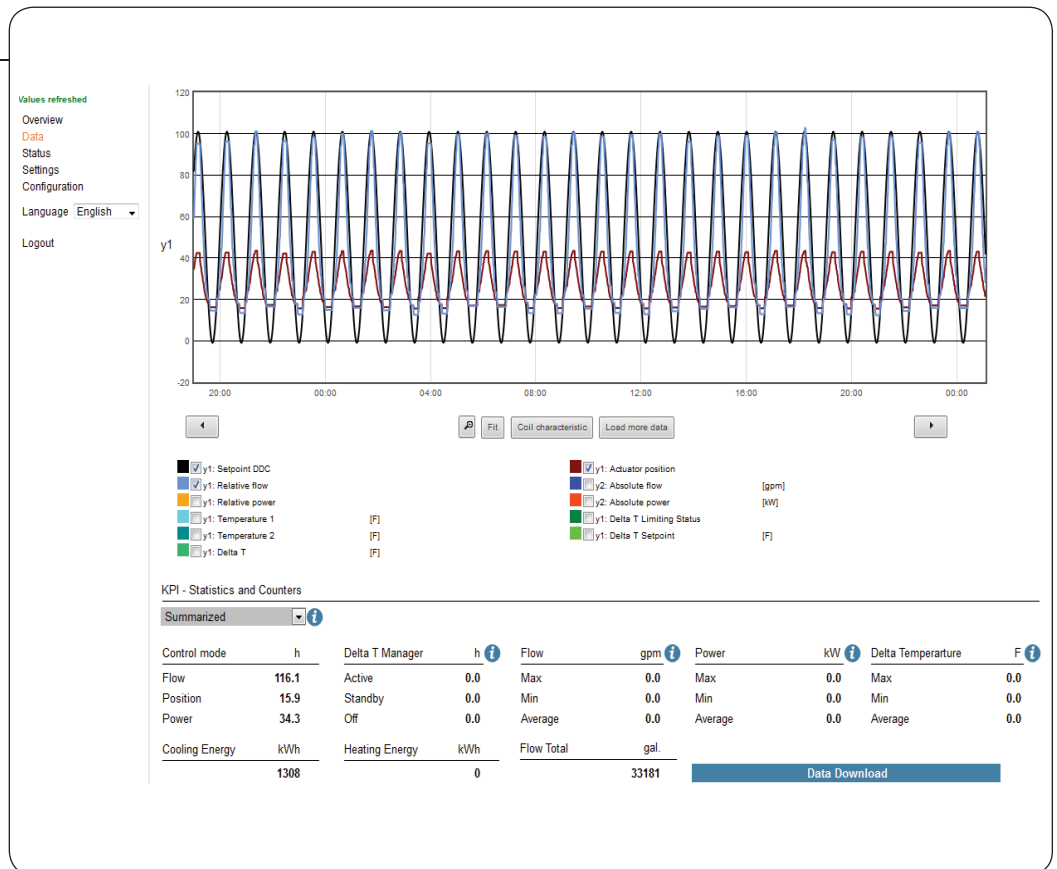 Values refreshed
Overview
Data
Status
Settings
Configuration
Language English
Logout
y1
120
100
80
60
40
20
0
-20
20:00 00:00 04:00 08:00 12:00 16:00 20:00 00:00
Fit Coil characteristic Load more data
y1: Setpoint DDC y1: Actuator position
y1: Relative flow y2: Absolute flow [gpm]
y1: Relative power y2: Absolute power [kW]
y1: Temperature 1 [F] y1: Delta T Limiting Status
y1: Temperature 2 [F] y1: Delta T Setpoint [F]
y1: Delta T [F]
KPI - Statistics and Counters
Summarized i
Control mode h Delta T Manager h i Flow gpm i Power kW i Delta Temperarture F i
Flow 116.1 Active 0.0 Max 0.0 Max 0.0 Max 0.0
Position 15.9 Standby 0.0 Min 0.0 Min 0.0 Min 0.0
Power 34.3 Off 0.0 Average 0.0 Average 0.0 Average 0.0
Cooling Energy kWh Heating Energy kWh Flow Total gal.
1308 0 33181 Data Download